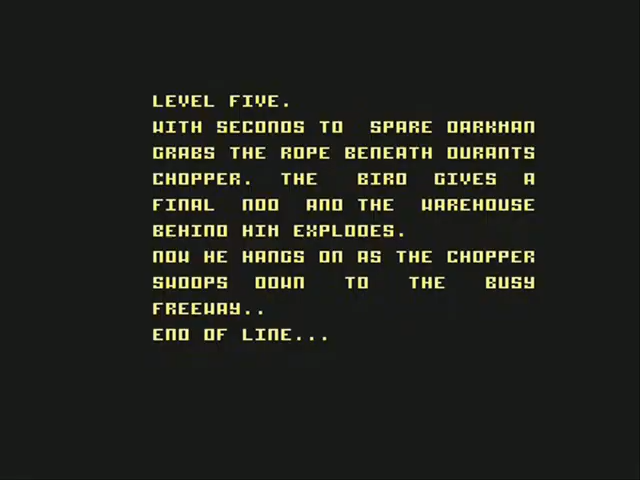 LEVEL FIVE.
WITH SECONDS TO SPARE DARKMAN
GRABS THE ROPE BENEATH DURANTS
CHOPPER. THE BIRD GIVES A
FINAL NOD AND THE WAREHOUSE
BEHIND HIM EXPLODES.
NOW HE HANGS ON AS THE CHOPPER
SWOOPS DOWN TO THE BUSY
FREEWAY..
END OF LINE...